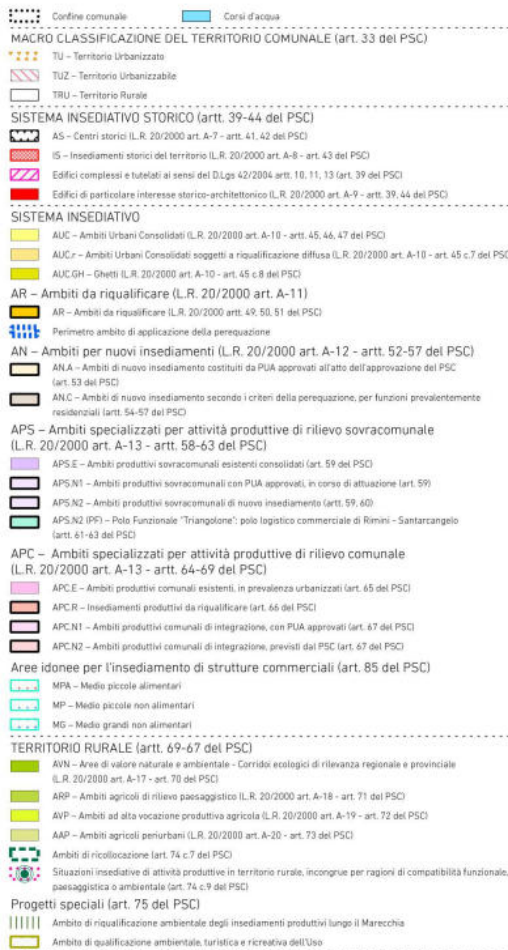 Confine comunale Corsi d'acqua
MACRO CLASSIFICAZIONE DEL TERRITORIO COMUNALE (art. 33 del PSC)
TU – Territorio Urbanizzato
TUZ – Territorio Urbanizzabile
TRU – Territorio Rurale
SISTEMA INSEDIATIVO STORICO (artt. 39-44 del PSC)
AS – Centri storici (L.R. 20/2000 art. A-7 - artt. 41, 42 del PSC)
IS – Insediamenti storici del territorio (L.R. 20/2000 art. A-8 - art. 43 del PSC)
Edifici complessi e tutelati ai sensi del D.Lgs 42/2004 artt. 10, 11, 13 (art. 39 del PSC)
Edifici di particolare interesse storico-architettonico (L.R. 20/2000 art. A-9 - artt. 39, 44 del PSC)
SISTEMA INSEDIATIVO
AUC – Ambiti Urbani Consolidati (L.R. 20/2000 art. A-10 - artt. 45, 46, 47 del PSC)
AUC.r – Ambiti Urbani Consolidati soggetti a riqualificazione diffusa (L.R. 20/2000 art. A-10 - art. 45 c.7 del PSC)
AUC.GH – Ghetti (L.R. 20/2000 art. A-10 - art. 45 c.8 del PSC)
AR – Ambiti da riqualificare (L.R. 20/2000 art. A-11)
AR – Ambiti da riqualificare (L.R. 20/2000 artt. 49, 50, 51 del PSC)
Perimetro ambito di applicazione della perequazione
AN – Ambiti per nuovi insediamenti (L.R. 20/2000 art. A-12 - artt. 52-57 del PSC)
AN.A – Ambiti di nuovo insediamento costituiti da PUA approvati all'atto dell'approvazione del PSC
(art. 53 del PSC)
AN.C – Ambiti di nuovo insediamento secondo i criteri della perequazione, per funzioni prevalentemente
residenziali (artt. 54-57 del PSC)
APS – Ambiti specializzati per attività produttive di rilievo sovracomunale
(L.R. 20/2000 art. A-13 - artt. 58-63 del PSC)
APS.E – Ambiti produttivi sovracomunali esistenti consolidati (art. 59 del PSC)
APS.N1 – Ambiti produttivi sovracomunali con PUA approvati, in corso di attuazione (art. 59)
APS.N2 – Ambiti produttivi sovracomunali di nuovo insediamento (artt. 59, 60)
APS.N2 (PF) – Polo Funzionale "Triangolone": polo logistico commerciale di Rimini - Santarcangelo
(artt. 61-63 del PSC)
APC – Ambiti specializzati per attività produttive di rilievo comunale
(L.R. 20/2000 art. A-13 - artt. 64-69 del PSC)
APC.E – Ambiti produttivi comunali esistenti, in prevalenza urbanizzati (art. 65 del PSC)
APC.R – Insediamenti produttivi da riqualificare (art. 66 del PSC)
APC.N1 – Ambiti produttivi comunali di integrazione, con PUA approvati (art. 67 del PSC)
APC.N2 – Ambiti produttivi comunali di integrazione, previsti dal PSC (art. 67 del PSC)
Aree idonee per l'insediamento di strutture commerciali (art. 85 del PSC)
MPA – Medio piccole alimentari
MP – Medio piccole non alimentari
MG – Medio grandi non alimentari
TERRITORIO RURALE (artt. 69-67 del PSC)
AVN – Aree di valore naturale e ambientale - Corridoi ecologici di rilevanza regionale e provinciale
(L.R. 20/2000 art. A-17 - art. 70 del PSC)
ARP – Ambiti agricoli di rilievo paesaggistico (L.R. 20/2000 art. A-18 - art. 71 del PSC)
AVP – Ambiti ad alta vocazione produttiva agricola (L.R. 20/2000 art. A-19 - art. 72 del PSC)
AAP – Ambiti agricoli periurbani (L.R. 20/2000 art. A-20 - art. 73 del PSC)
Ambiti di ricollocazione (art. 74 c.7 del PSC)
Situazioni insediative di attività produttive in territorio rurale, incongrue per ragioni di compatibilità funzionale,
paesaggistica o ambientale (art. 74 c.9 del PSC)
Progetti speciali (art. 75 del PSC)
Ambito di riqualificazione ambientale degli insediamenti produttivi lungo il Marecchia
Ambito di qualificazione ambientale, turistica e ricreativa dell'Uso